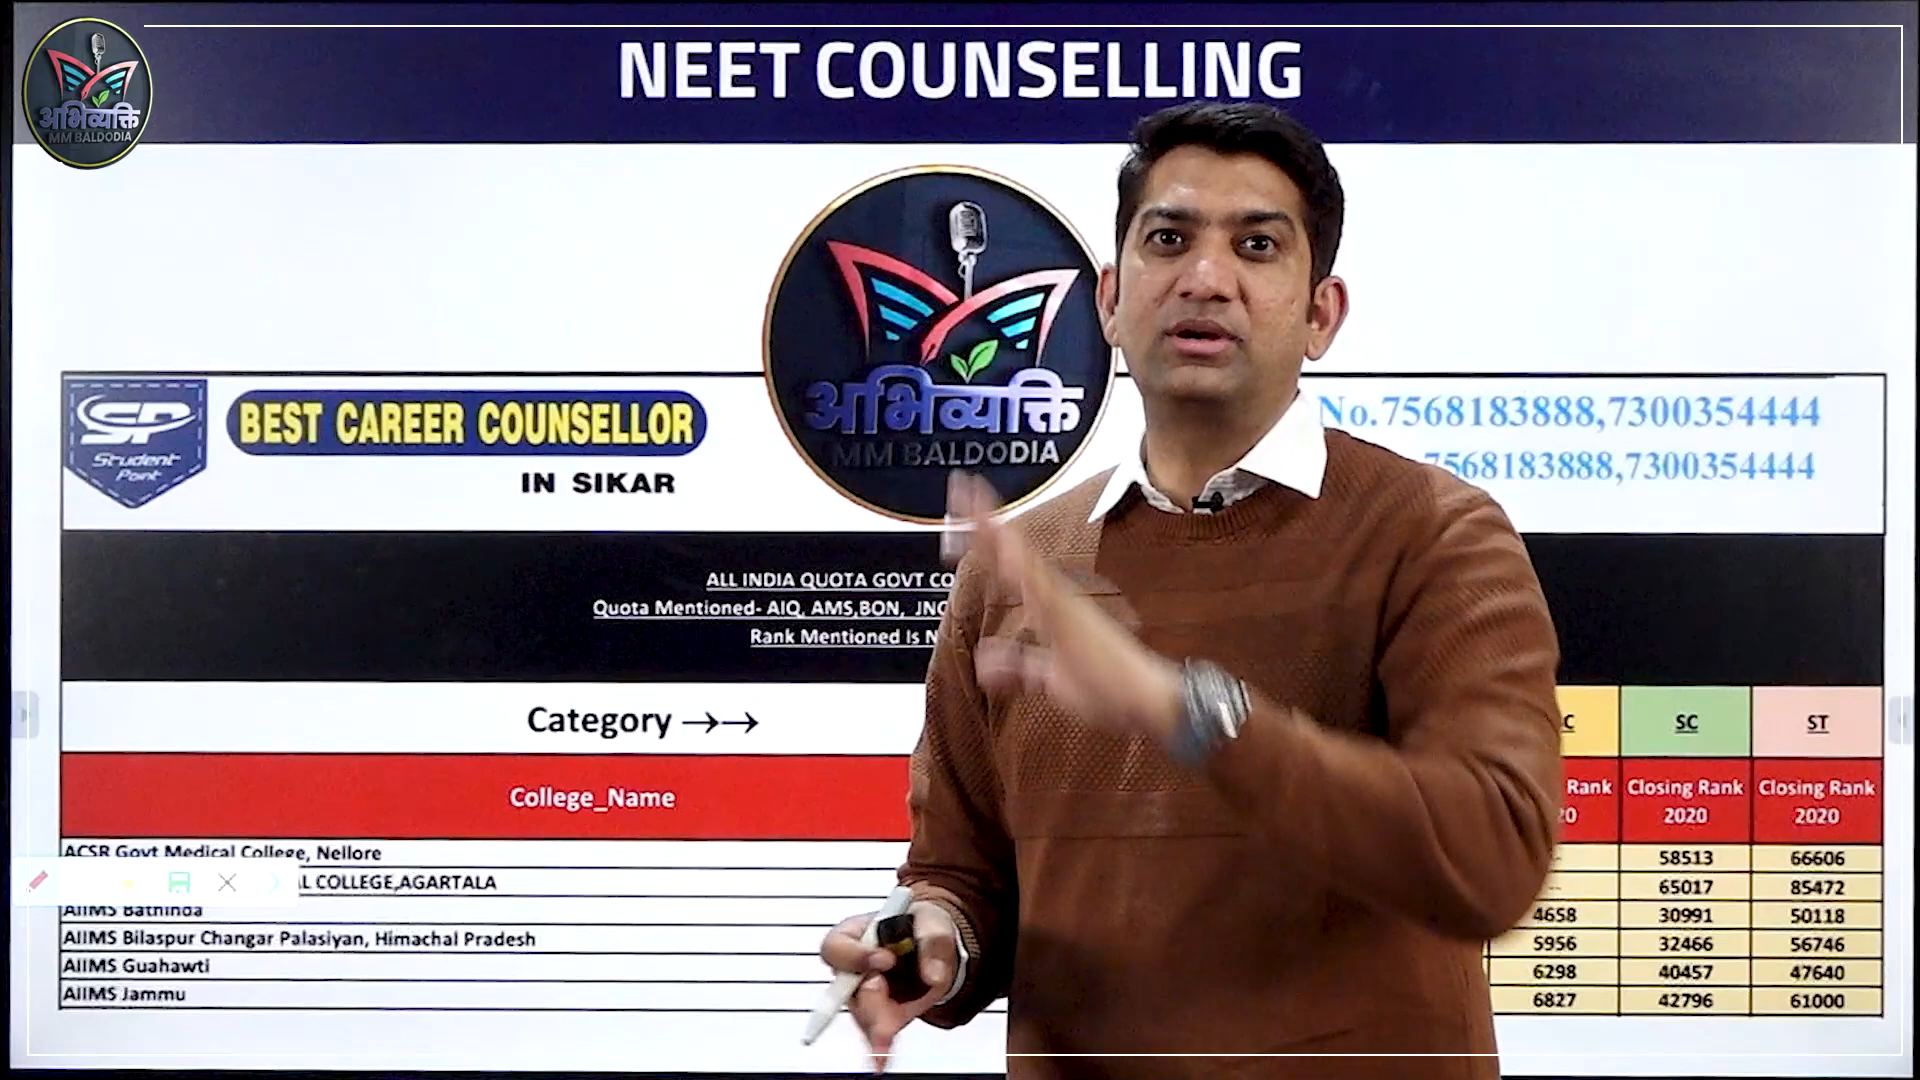 NEET COUNSELLING
अभिव्यक्ति
MM BALDODIA
अभिव्यक्ति
MM BALDODIA
SP
Student
Point
BEST CAREER COUNSELLOR
IN SIKAR
No.7568183888,7300354444
7568183888,7300354444
ALL INDIA QUOTA GOVT
Quota Mentioned- AIQ, AMS,BON,
Rank Mentioned Is
Category →→
SC
ST
College_Name
Rank
Closing Rank
2020
Closing Rank
2020
ACSR Govt Medical College, Nellore
58513
66606
COLLEGE,AGARTALA
65017
85472
AIIMS Bathinda
4658
30991
50118
AIIMS Bilaspur Changar Palasiyan, Himachal Pradesh
5956
32466
56746
AIIMS Guahawti
6298
40457
47640
AIIMS Jammu
6827
42796
61000